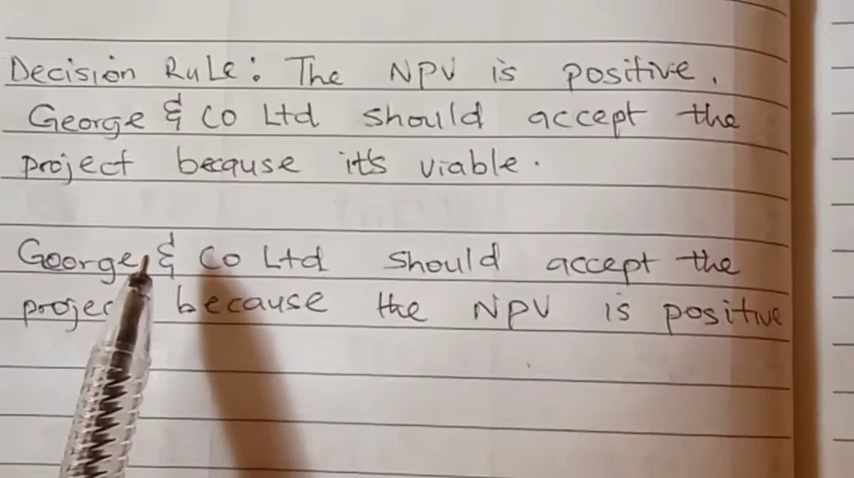 Decision Rule: The NPV is positive.
George & Co Ltd should accept the
project because it's viable.
George & Co Ltd should accept the
project because the NPV is positive